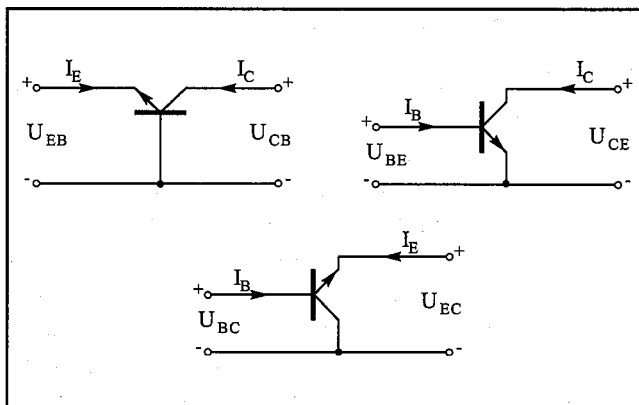 I_E I_C
+ +
U_EB U_CB
- -
I_C
+
I_B
+
U_BE U_CE
- -
I_E
+
I_B
+
U_BC U_EC
- -